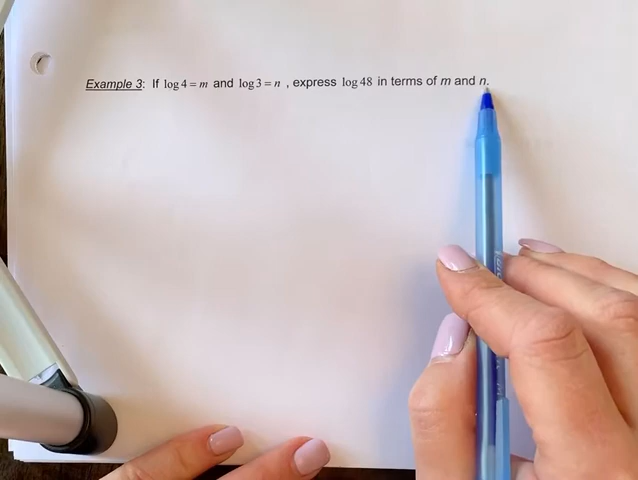 Example 3: If log 4 = m and log 3 = n , express log 48 in terms of m and n.